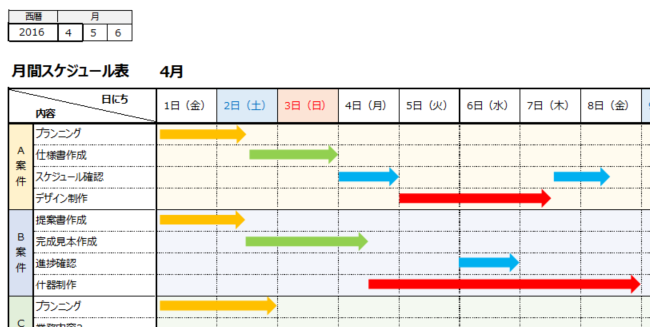 西暦 月
2016 4 5 6
月間スケジュール表 4月
日にち
内容
1日（金） 2日（土） 3日（日） 4日（月） 5日（火） 6日（水） 7日（木） 8日（金）
A案件
プランニング
仕様書作成
スケジュール確認
デザイン制作
B案件
提案書作成
完成見本作成
進捗確認
什器制作
C
プランニング